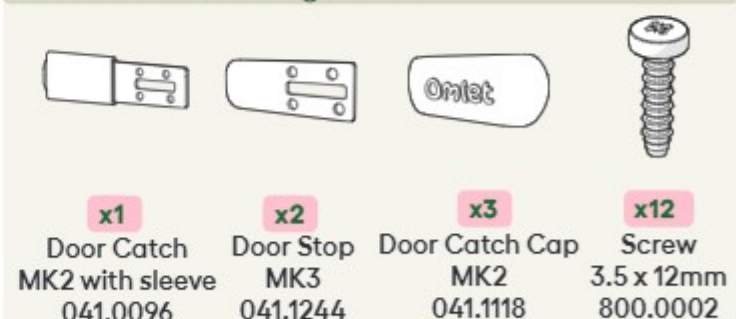 Omlet
x1
Door Catch
MK2 with sleeve
041.0096
x2
Door Stop
MK3
041.1244
x3
Door Catch Cap
MK2
041.1118
x12
Screw
3.5 x 12mm
800.0002